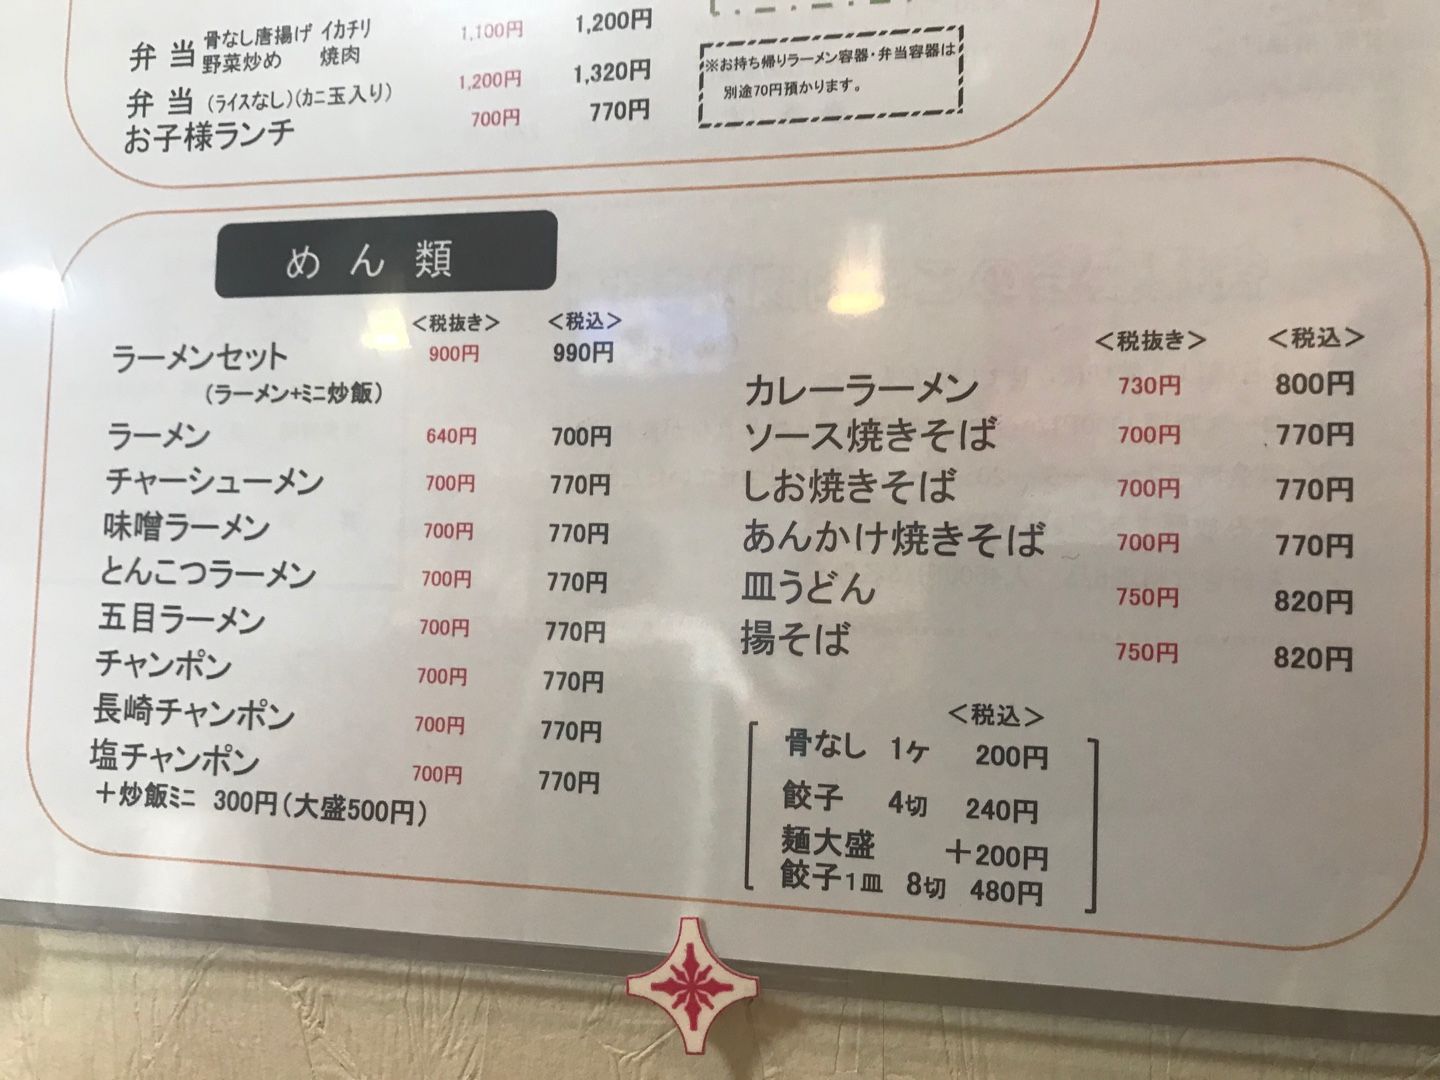 弁当 骨なし唐揚げ イカチリ 1,100円 1,200円
野菜炒め 焼肉
弁当 (ライスなし)(カニ玉入り) 1,200円 1,320円
お子様ランチ 700円 770円
※お持ち帰りラーメン容器・弁当容器は
別途70円預かります。
めん類
＜税抜き＞ ＜税込＞
ラーメンセット 900円 990円
(ラーメン+ミニ炒飯)
ラーメン 640円 700円
チャーシューメン 700円 770円
味噌ラーメン 700円 770円
とんこつラーメン 700円 770円
五目ラーメン 700円 770円
チャンポン 700円 770円
長崎チャンポン 700円 770円
塩チャンポン 700円 770円
＋炒飯ミニ 300円(大盛500円)
＜税抜き＞ ＜税込＞
カレーラーメン 730円 800円
ソース焼きそば 700円 770円
しお焼きそば 700円 770円
あんかけ焼きそば 700円 770円
皿うどん 750円 820円
揚そば 750円 820円
＜税込＞
骨なし 1ケ 200円
餃子 4切 240円
麺大盛 ＋200円
餃子1皿 8切 480円